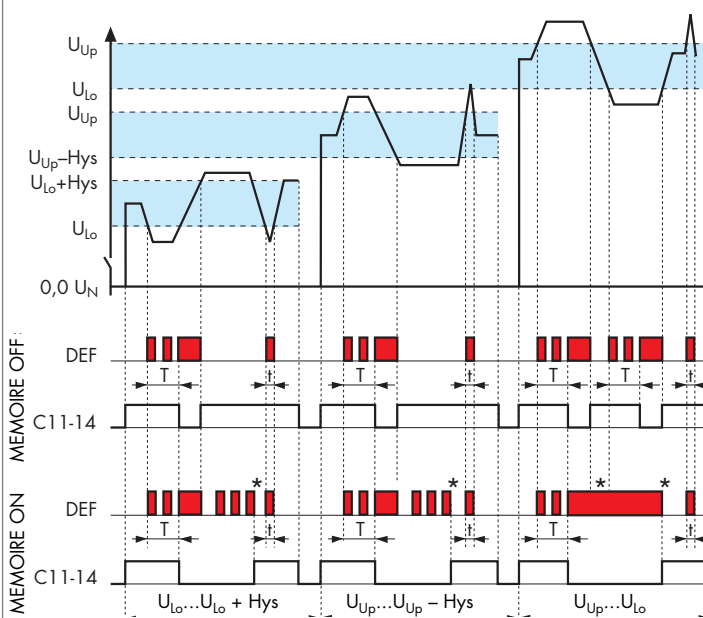 U_Up
U_Lo
U_Up
U_Up–Hys
U_Lo+Hys
U_Lo
0,0 U_N
MEMOIRE OFF :
DEF
T t T t T T t
C11-14
MEMOIRE ON
* * * *
DEF
T t T t T t
C11-14
U_Lo...U_Lo + Hys U_Up...U_Up – Hys U_Up...U_Lo